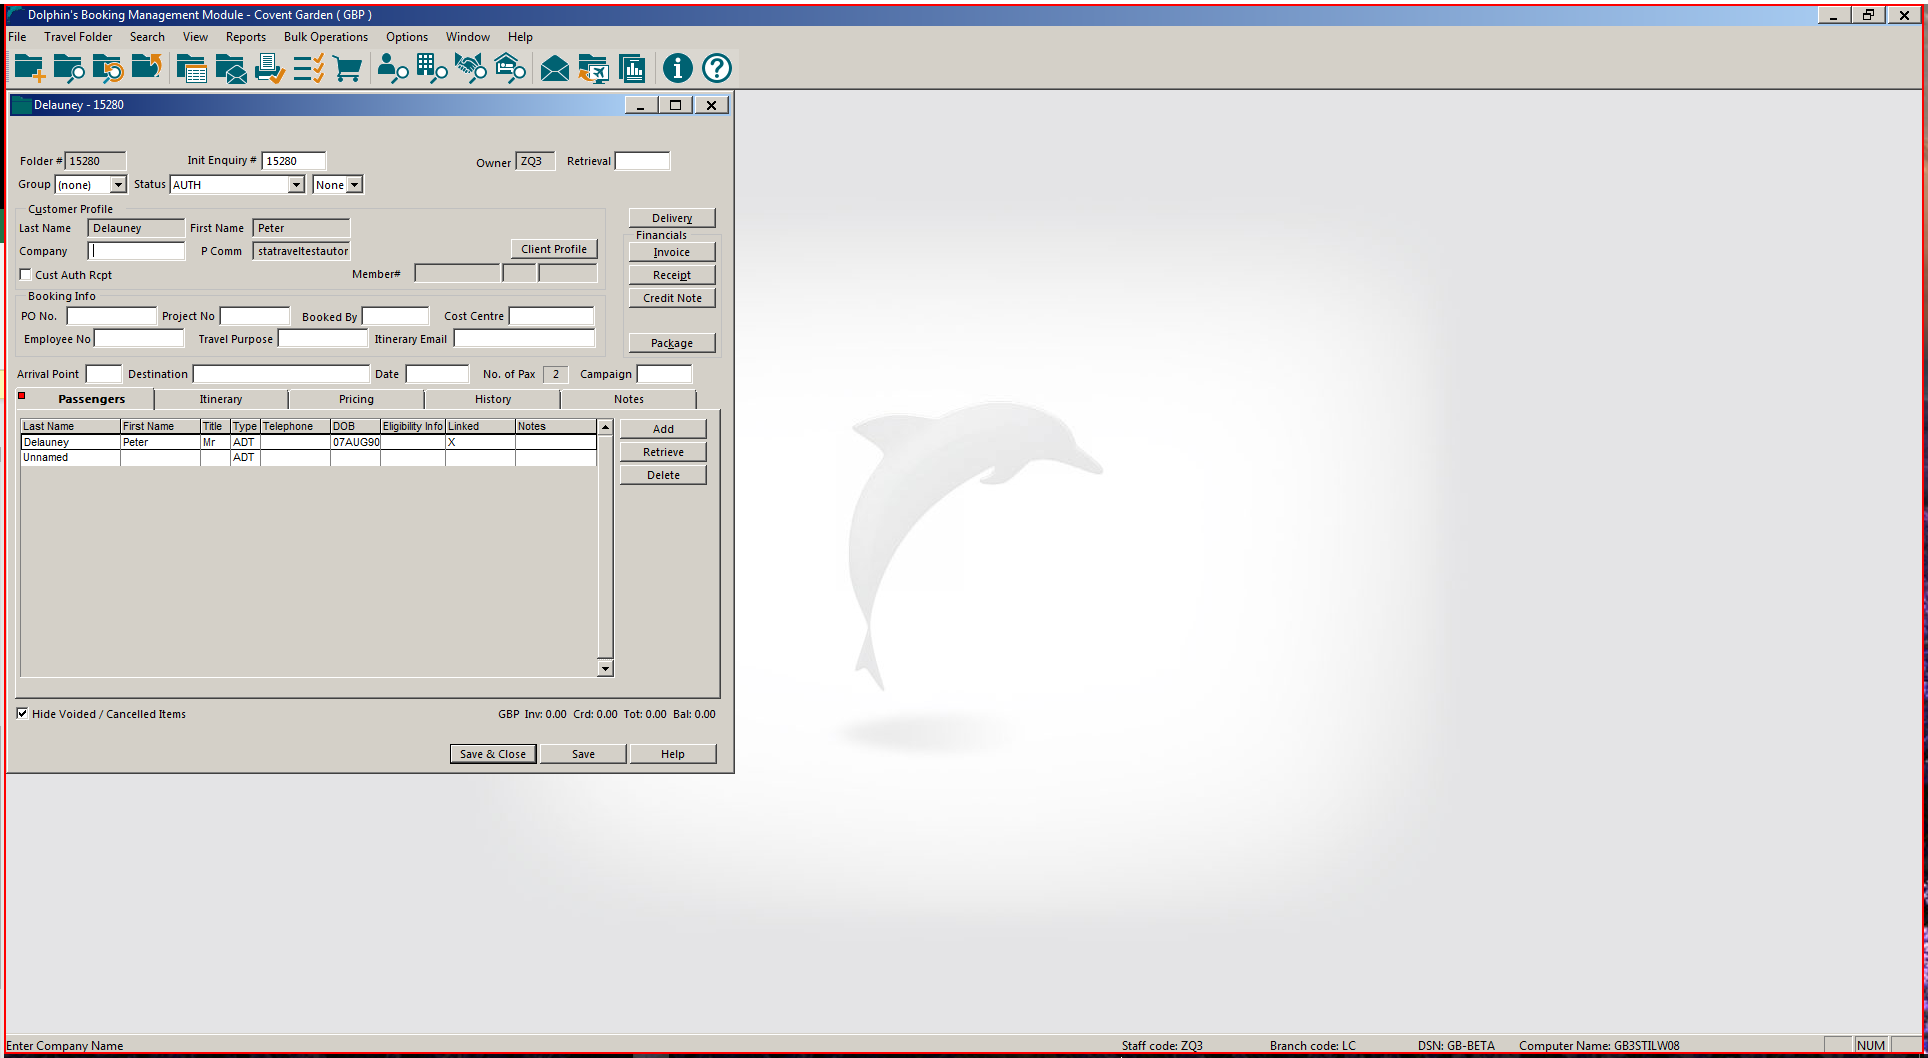 Dolphin's Booking Management Module - Covent Garden ( GBP )
File Travel Folder Search View Reports Bulk Operations Options Window Help
Delauney - 15280
Folder # 15280 Init Enquiry # 15280 Owner ZQ3 Retrieval
Group (none) Status AUTH None
Customer Profile
Last Name Delauney First Name Peter
Company P Comm statraveltestautor Client Profile
Cust Auth Rcpt Member#
Delivery
Financials
Invoice
Receipt
Credit Note
Package
Booking Info
PO No. Project No Booked By Cost Centre
Employee No Travel Purpose Itinerary Email
Arrival Point Destination Date No. of Pax 2 Campaign
Passengers Itinerary Pricing History Notes
Last Name First Name Title Type Telephone DOB Eligibility Info Linked Notes
Delauney Peter Mr ADT 07AUG90 X
Unnamed ADT
Add
Retrieve
Delete
Hide Voided / Cancelled Items GBP Inv: 0.00 Crd: 0.00 Tot: 0.00 Bal: 0.00
Save & Close Save Help
Enter Company Name Staff code: ZQ3 Branch code: LC DSN: GB-BETA Computer Name: GB3STILW08 NUM